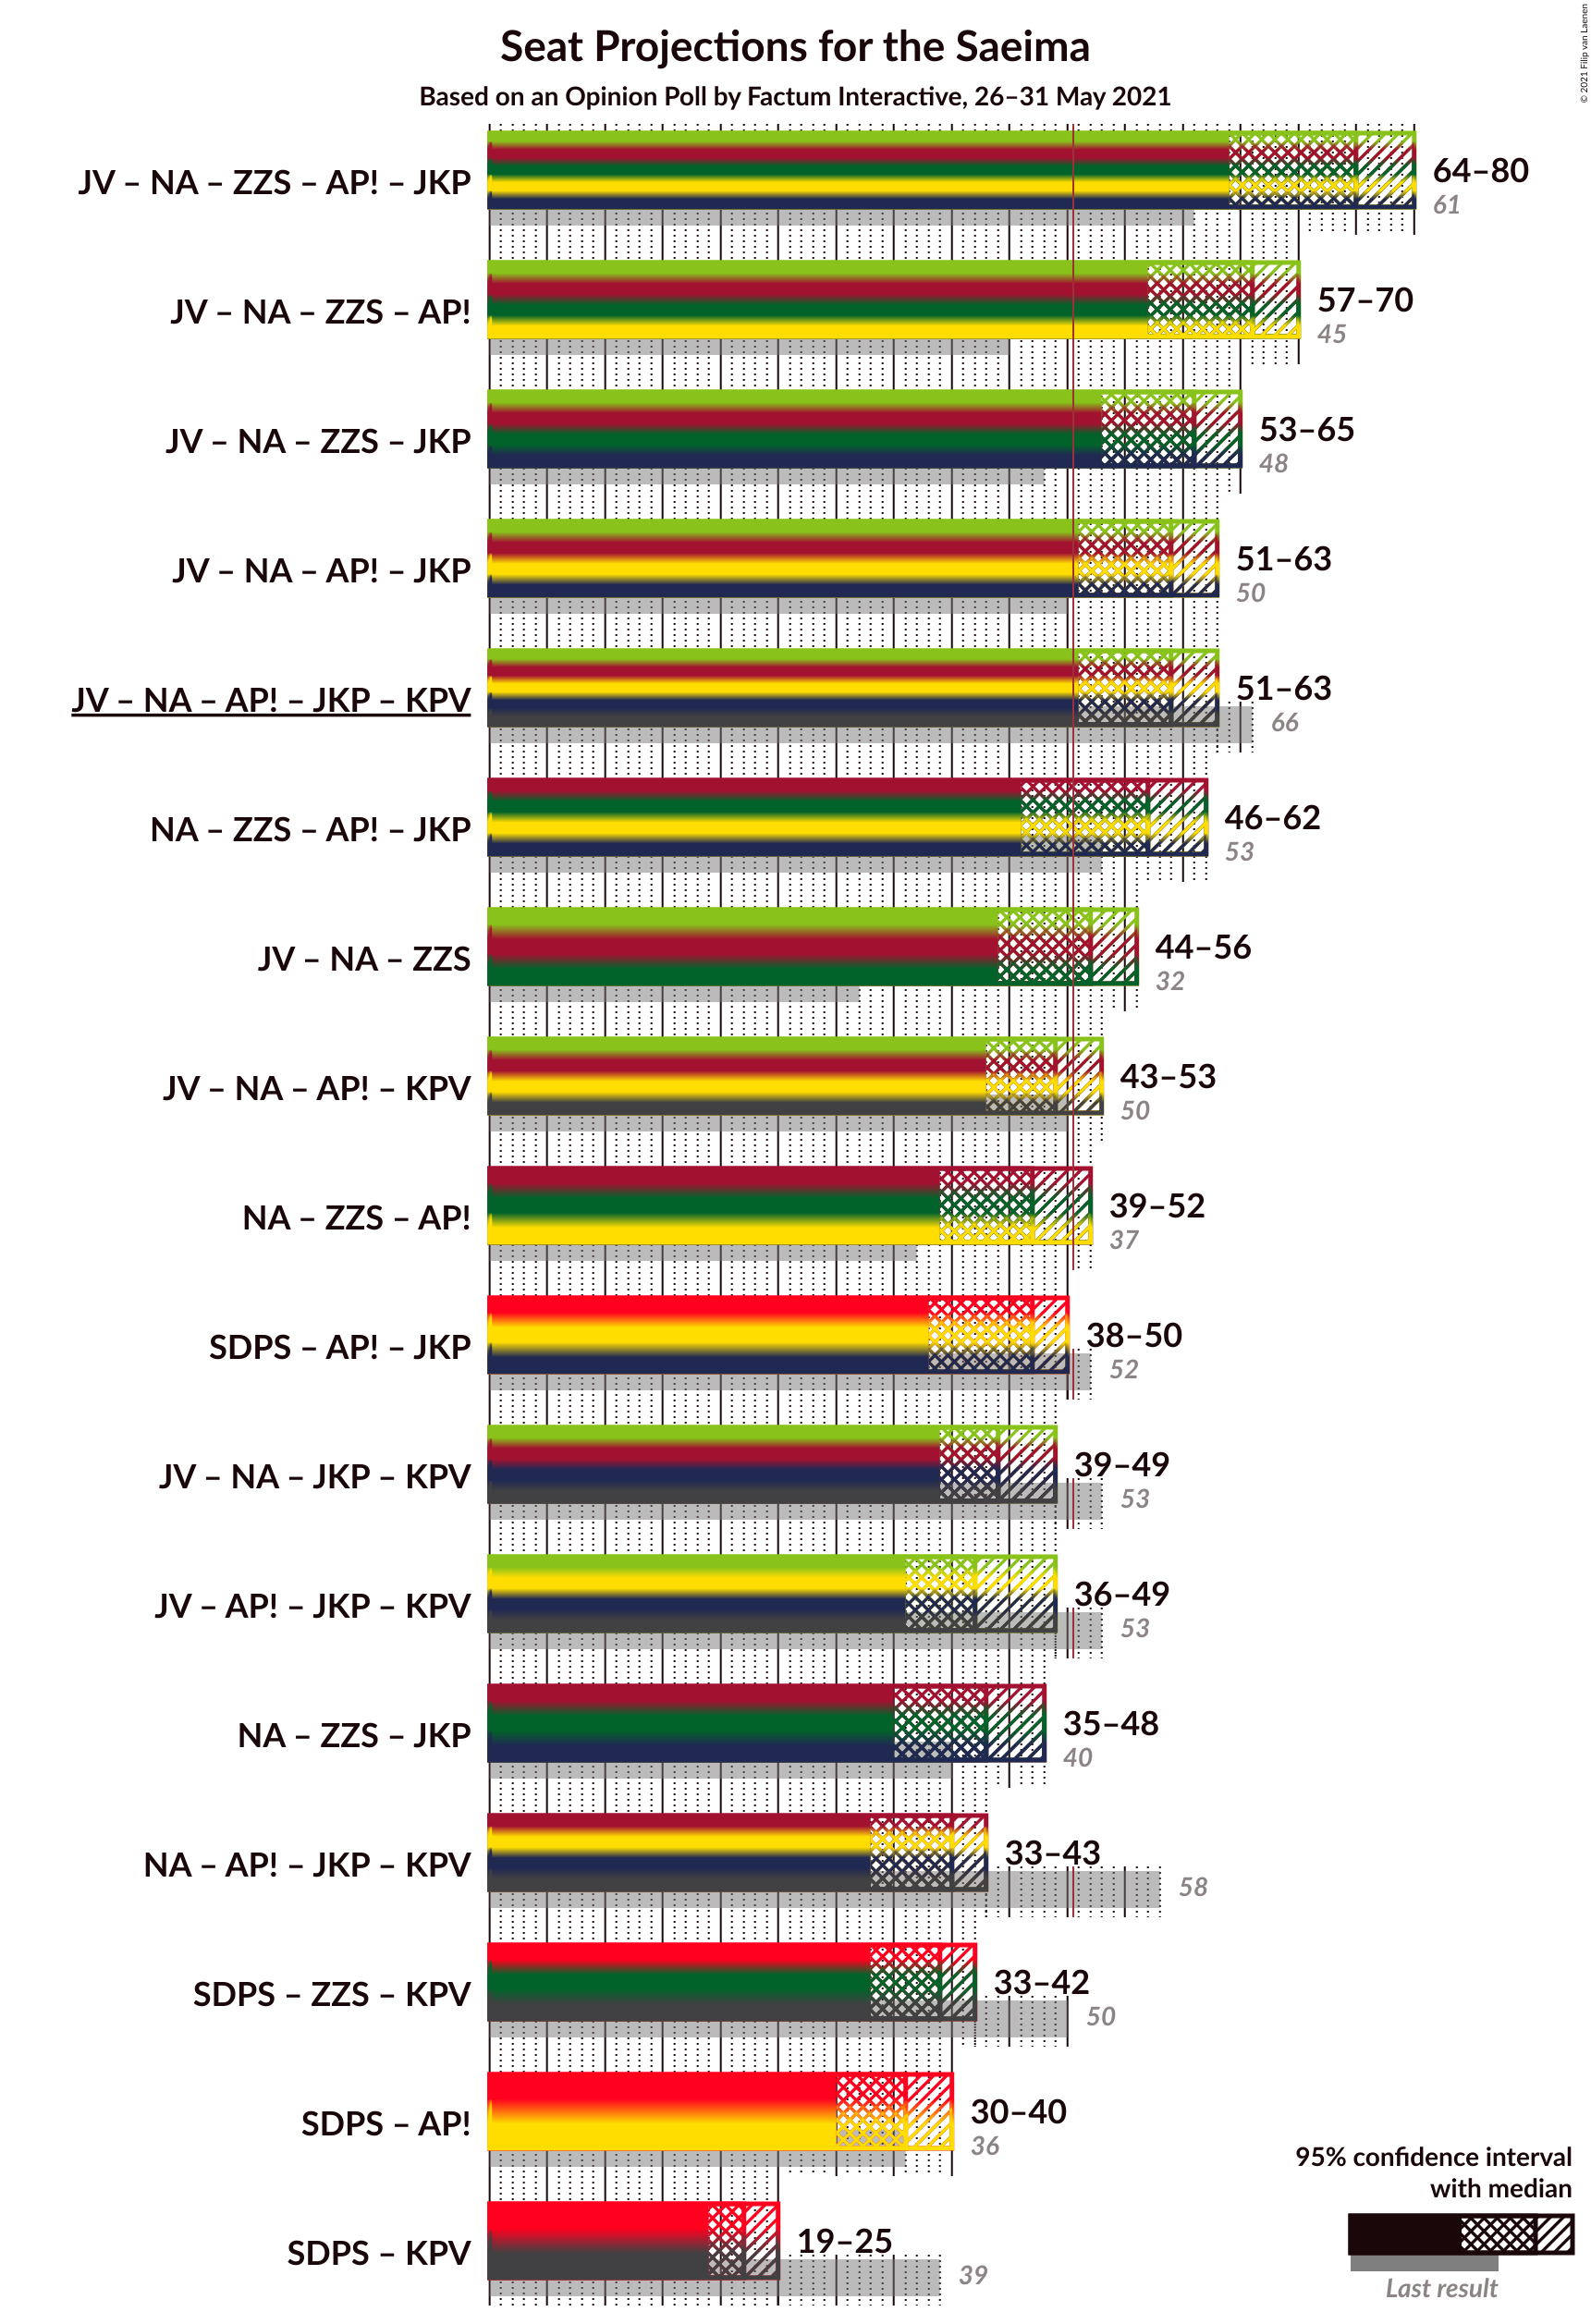 © 2021 Filip van Laenen
Seat Projections for the Saeima
Based on an Opinion Poll by Factum Interactive, 26–31 May 2021
JV – NA – ZZS – AP! – JKP
64–80
61
JV – NA – ZZS – AP!
57–70
45
JV – NA – ZZS – JKP
53–65
48
JV – NA – AP! – JKP
51–63
50
JV – NA – AP! – JKP – KPV
51–63
66
NA – ZZS – AP! – JKP
46–62
53
JV – NA – ZZS
44–56
32
JV – NA – AP! – KPV
43–53
50
NA – ZZS – AP!
39–52
37
SDPS – AP! – JKP
38–50
52
JV – NA – JKP – KPV
39–49
53
JV – AP! – JKP – KPV
36–49
53
NA – ZZS – JKP
35–48
40
NA – AP! – JKP – KPV
33–43
58
SDPS – ZZS – KPV
33–42
50
SDPS – AP!
30–40
36
SDPS – KPV
19–25
39
95% confidence interval
with median
Last result